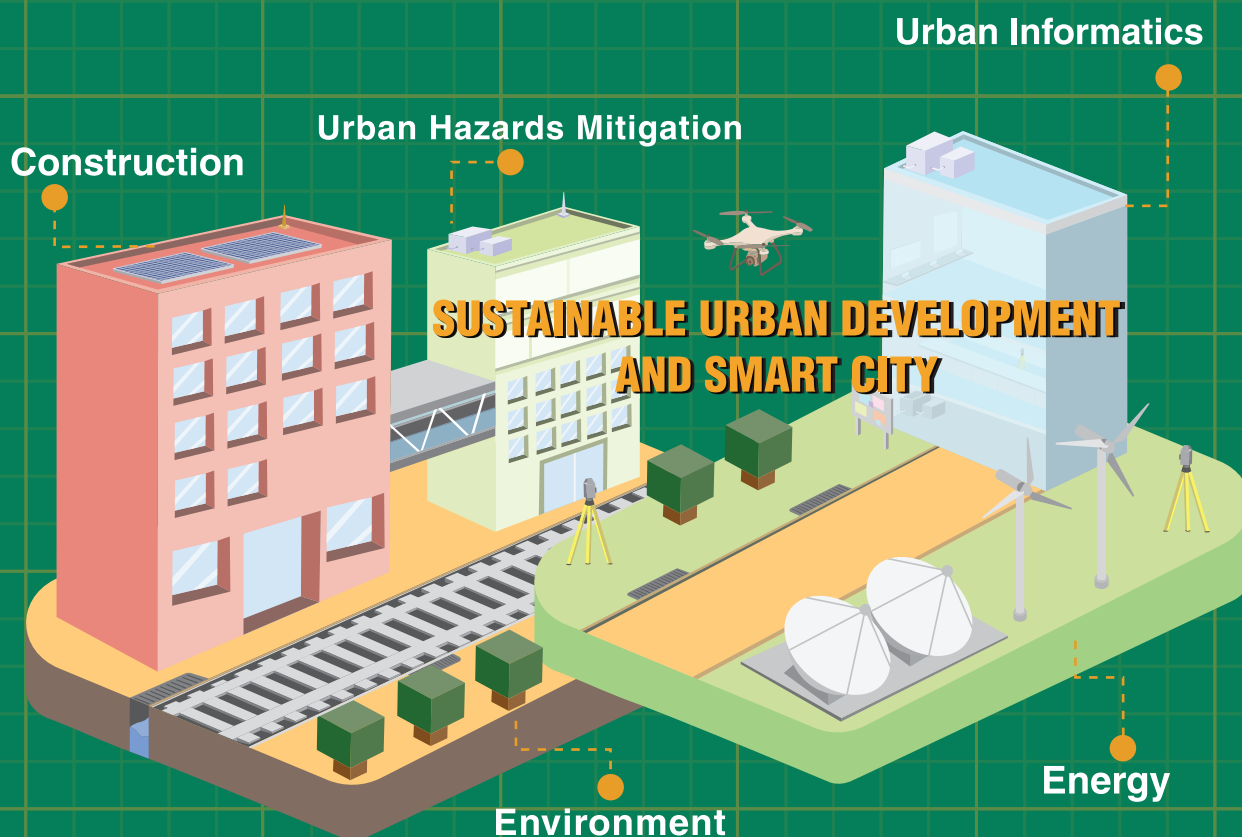 Urban Informatics
Urban Hazards Mitigation
Construction
SUSTAINABLE URBAN DEVELOPMENT
AND SMART CITY
Energy
Environment